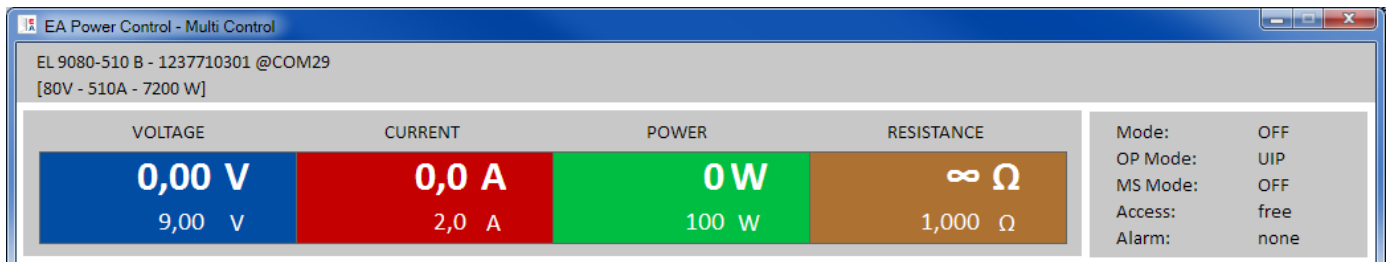 EA Power Control - Multi Control
EL 9080-510 B - 1237710301 @COM29
[80V - 510A - 7200 W]
VOLTAGE CURRENT POWER RESISTANCE
0,00 V 0,0 A 0 W ∞ Ω
9,00 V 2,0 A 100 W 1,000 Ω
Mode: OFF
OP Mode: UIP
MS Mode: OFF
Access: free
Alarm: none